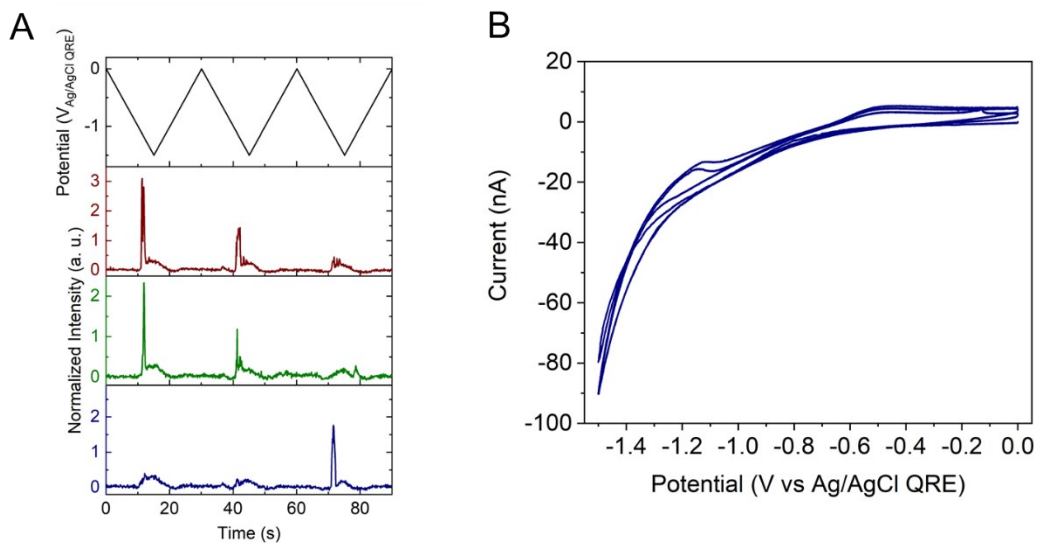 A
Potential (V Ag/AgCl QRE)
0
-1
3
2
1
0
Normalized Intensity (a. u.)
2
1
0
2
1
0
0 20 40 60 80
Time (s)
B
20
0
-20
-40
-60
-80
-100
Current (nA)
-1.4 -1.2 -1.0 -0.8 -0.6 -0.4 -0.2 0.0
Potential (V vs Ag/AgCl QRE)